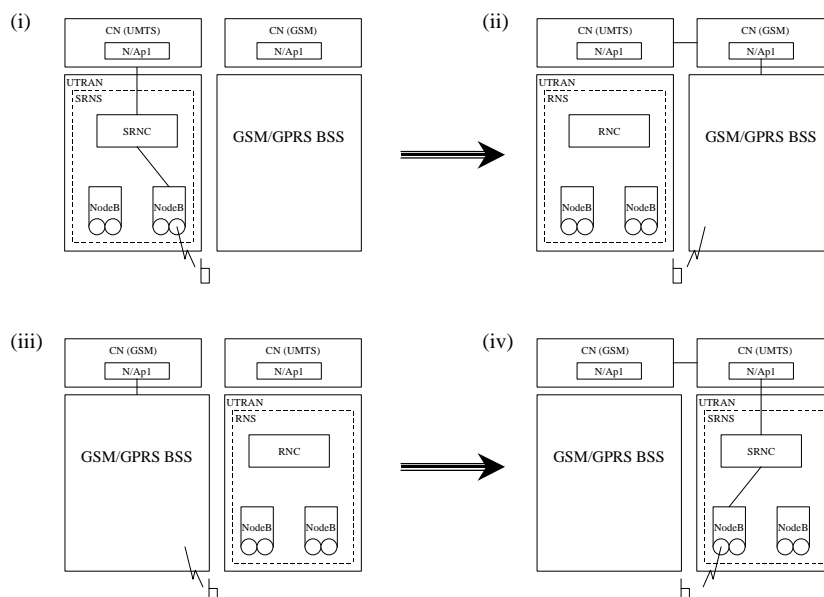 (i)
CN (UMTS)
N/Ap1
UTRAN
SRNS
SRNC
NodeB
NodeB
CN (GSM)
N/Ap1
GSM/GPRS BSS
(ii)
CN (UMTS)
N/Ap1
UTRAN
RNS
RNC
NodeB
NodeB
CN (GSM)
N/Ap1
GSM/GPRS BSS
(iii)
CN (GSM)
N/Ap1
GSM/GPRS BSS
CN (UMTS)
N/Ap1
UTRAN
RNS
RNC
NodeB
NodeB
(iv)
CN (GSM)
N/Ap1
GSM/GPRS BSS
CN (UMTS)
N/Ap1
UTRAN
SRNS
SRNC
NodeB
NodeB